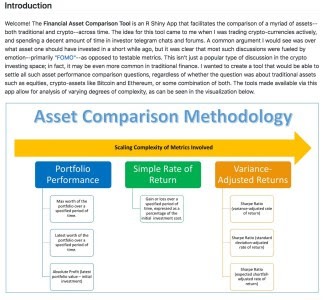 Introduction
Welcome! The Financial Asset Comparison Tool is an R Shiny App that facilitates the comparison of a myriad of assets--
both traditional and crypto--across time. The idea for this tool came to me when I was trading crypto-currencies actively,
and spending a decent amount of time in investor telegram chats and forums. A common argument I would see was over
what asset one should have invested in a short while ago, but it was clear that most such discussions were fueled by
emotion--primarily "FOMO"--as opposed to testable metrics. This isn't just a popular type of discussion in the crypto
investing space; in fact, it may be even more common in traditional finance. I wanted to create a tool that would be able to
settle all such asset performance comparison questions, regardless of whether the question was about traditional assets
such as equities, crypto-assets like Bitcoin and Ethereum, or some combination of both. The tools made available via this
app allow for analysis of varying degrees of complexity, as can be seen in the visualization below.
Asset Comparison Methodology
Scaling Complexity of Metrics Involved
Portfolio
Performance
Max worth of the
portfolio over a
specified period of
time
Latest worth of the
portfolio over a
specified period of
time
Absolute Profit (latest
portfolio value – initial
investment)
Simple Rate of
Return
Gain or loss over a
specified period of
time, expressed as a
percentage of the
initial investment cost
Variance-
Adjusted Returns
Sharpe Ratio
(variance-adjusted rate
of return)
Sharpe Ratio (standard
deviation-adjusted
rate of return)
Sharpe Ratio
(expected shortfall-
adjusted rate of
return)